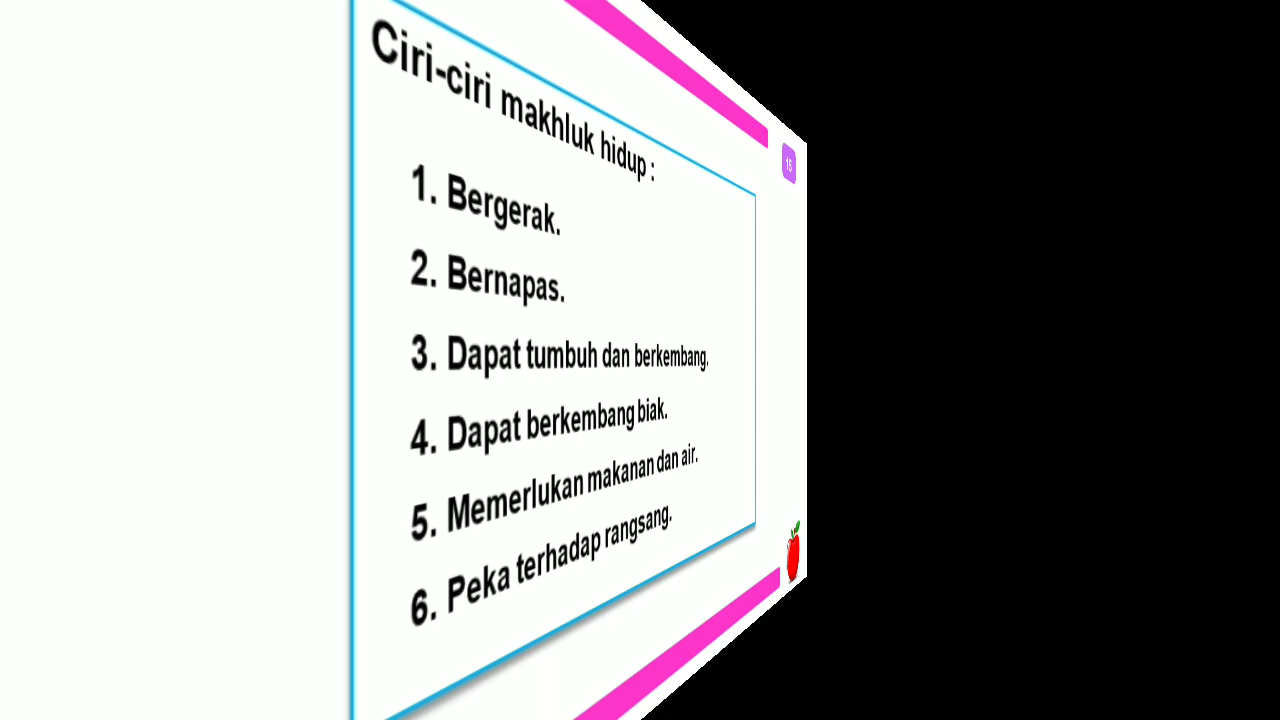 Ciri-ciri makhluk hidup :
15
1. Bergerak.
2. Bernapas.
3. Dapat tumbuh dan berkembang.
4. Dapat berkembang biak.
5. Memerlukan makanan dan air.
6. Peka terhadap rangsang.